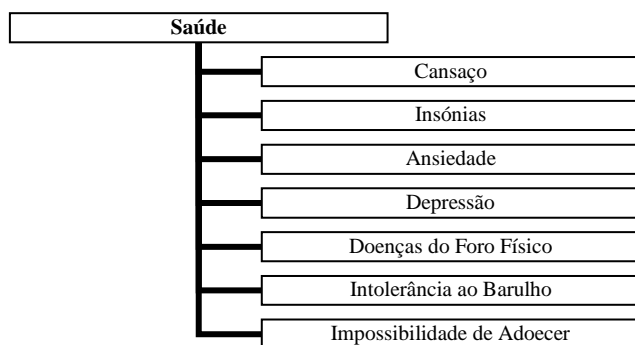 Saúde
Cansaço
Insónias
Ansiedade
Depressão
Doenças do Foro Físico
Intolerância ao Barulho
Impossibilidade de Adoecer